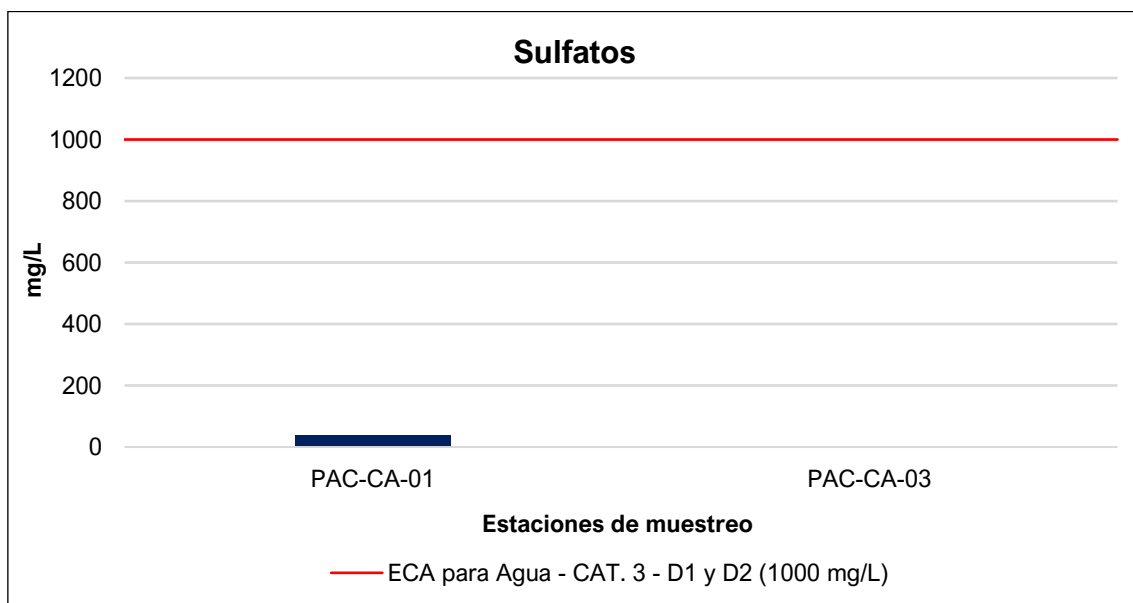 Sulfatos
1200
1000
800
600
400
200
0
mg/L
PAC-CA-01 PAC-CA-03
Estaciones de muestreo
ECA para Agua - CAT. 3 - D1 y D2 (1000 mg/L)